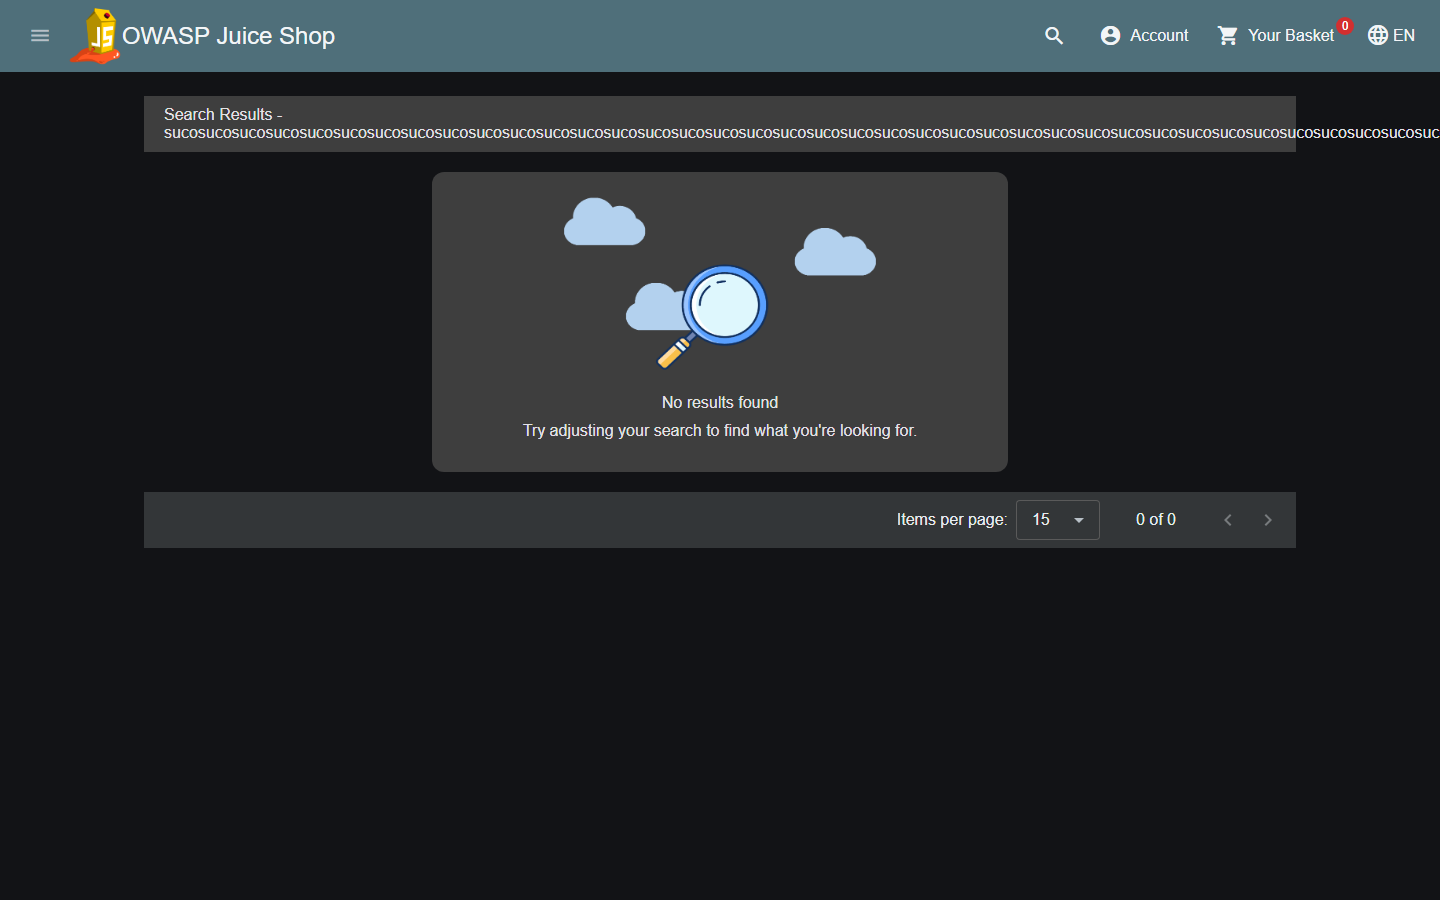 OWASP Juice Shop
Account
Your Basket
0
EN
Search Results -
sucosucosucosucosucosucosucosucosucosucosucosucosucosucosucosucosucosucosucosucosucosucosucosucosucosucosucosucosucosucosucosucosucosucosucosucosucosuc
No results found
Try adjusting your search to find what you're looking for.
Items per page:
15
0 of 0